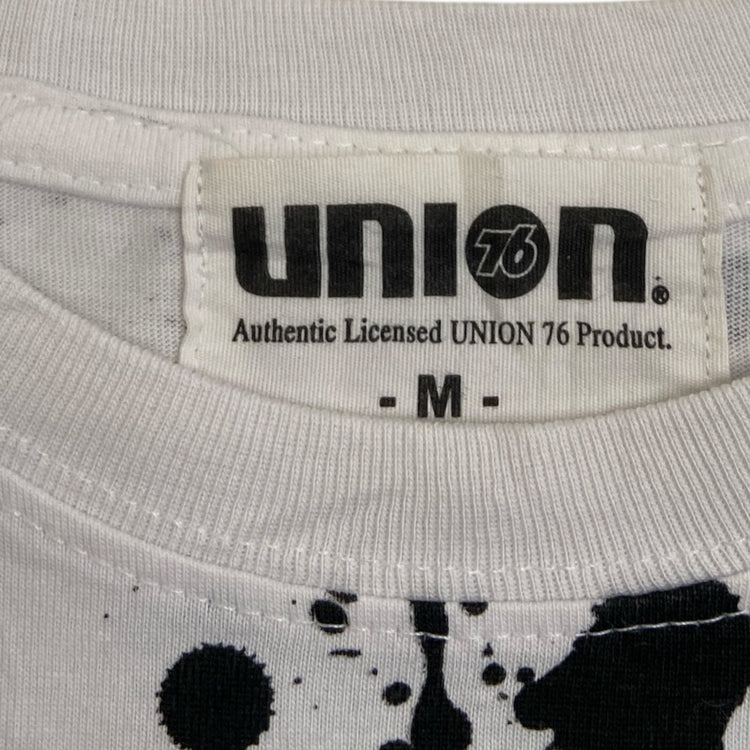 UNION
76
®
Authentic Licensed UNION 76 Product.
- M -